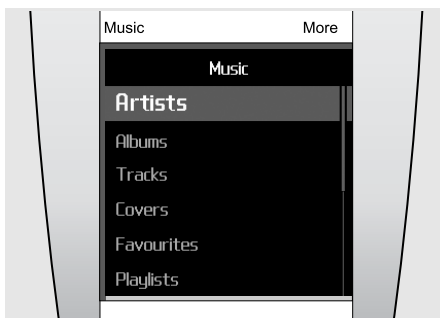 Music More
Music
Artists
Albums
Tracks
Covers
Favourites
Playlists